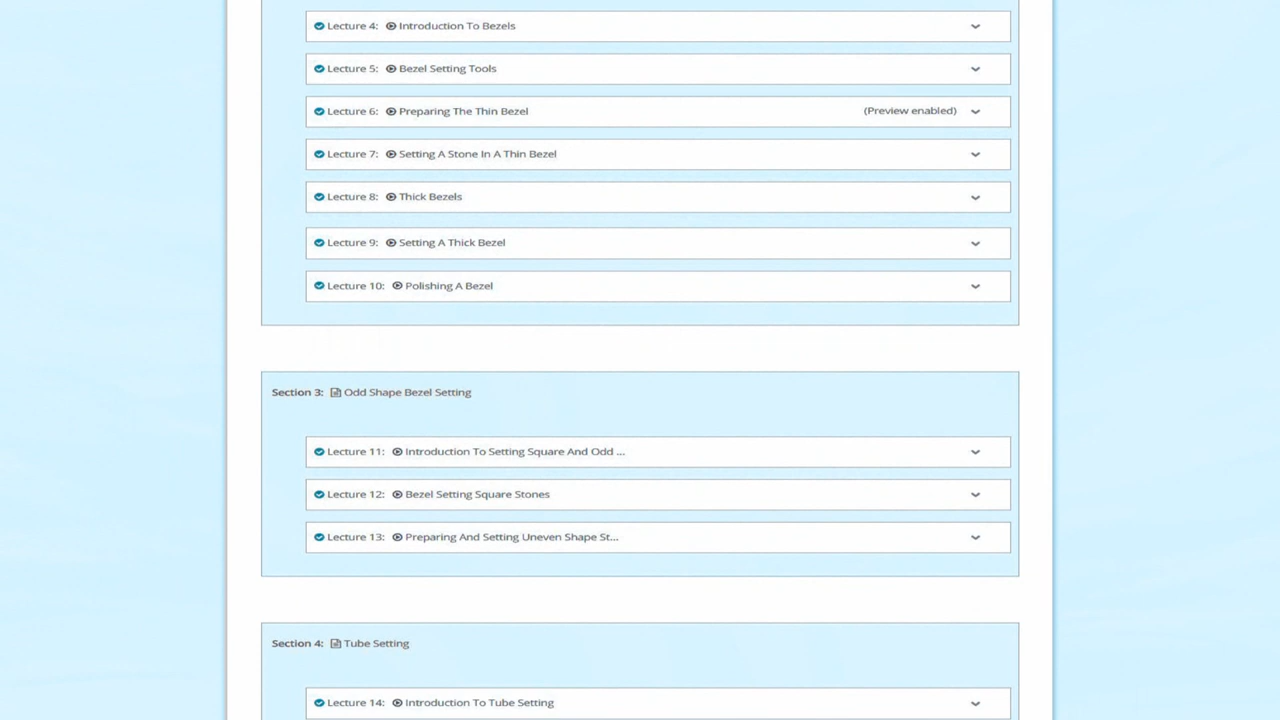 Lecture 4: Introduction To Bezels
Lecture 5: Bezel Setting Tools
Lecture 6: Preparing The Thin Bezel (Preview enabled)
Lecture 7: Setting A Stone In A Thin Bezel
Lecture 8: Thick Bezels
Lecture 9: Setting A Thick Bezel
Lecture 10: Polishing A Bezel
Section 3: Odd Shape Bezel Setting
Lecture 11: Introduction To Setting Square And Odd ...
Lecture 12: Bezel Setting Square Stones
Lecture 13: Preparing And Setting Uneven Shape St...
Section 4: Tube Setting
Lecture 14: Introduction To Tube Setting